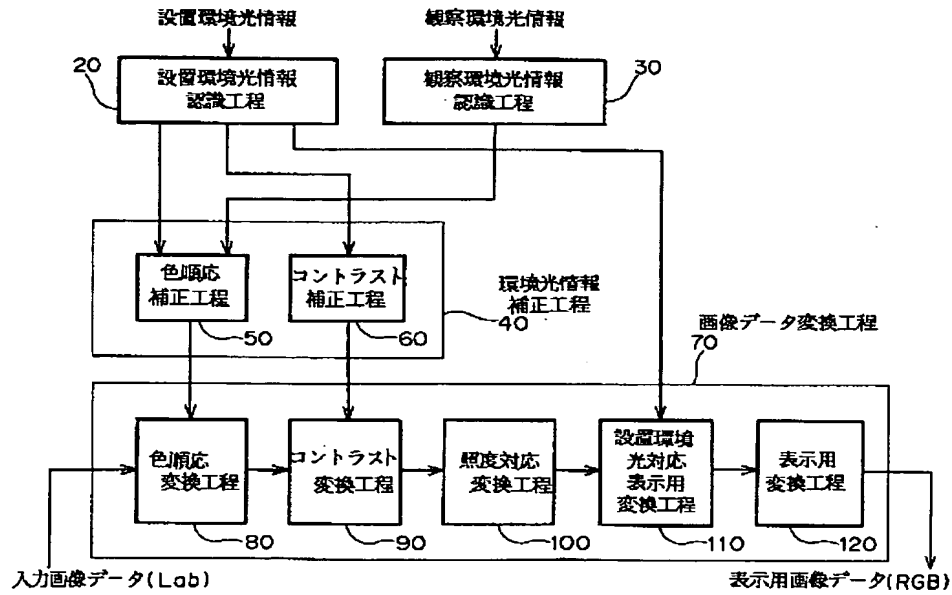 設置環境光情報
観察環境光情報
20
設置環境光情報
認識工程
観察環境光情報
認識工程
30
色順応
補正工程
50
コントラスト
補正工程
60
環境光情報
補正工程
40
画像データ変換工程
70
色順応
変換工程
80
コントラスト
変換工程
90
照度対応
変換工程
100
設置環境
光対応
表示用
変換工程
110
表示用
変換工程
120
入力画像データ(Lab)
表示用画像データ(RGB)